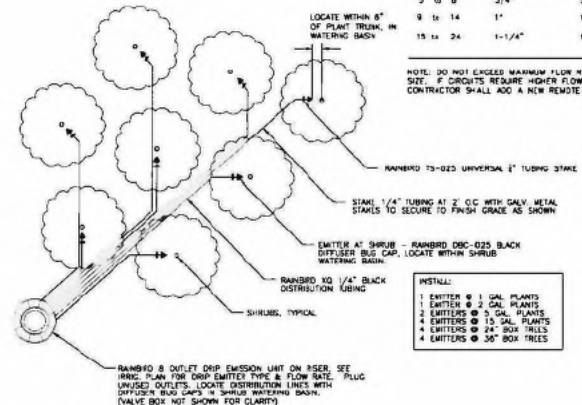 LOCATE WITHIN 6"
OF PLANT TRUNK, IN
WATERING BASIN
3/4"
9 to 14 1"
15 to 24 1-1/4"
NOTE: DO NOT EXCEED MAXIMUM FLOW
SIZE. IF CIRCUITS REQUIRE HIGHER FLOW
CONTRACTOR SHALL ADD A NEW REMOTE
RAINBIRD TS-025 UNIVERSAL TUBING STAKE
STAKE 1/4" TUBING AT 2' O.C WITH GALV. METAL
STAKES TO SECURE TO FINISH GRADE AS SHOWN
EMITTER AT SHRUB - RAINBIRD DBC-025 BLACK
DIFFUSER BUG CAP, LOCATE WITHIN SHRUB
WATERING BASIN.
RAINBIRD XQ 1/4" BLACK
DISTRIBUTION TUBING
SHRUBS, TYPICAL
INSTALL:
1 EMITTER @ 1 GAL. PLANTS
1 EMITTER @ 2 GAL. PLANTS
2 EMITTERS @ 5 GAL. PLANTS
4 EMITTERS @ 15 GAL. PLANTS
4 EMITTERS @ 24" BOX TREES
4 EMITTERS @ 36" BOX TREES
RAINBIRD 8 OUTLET DRIP EMISSION UNIT ON RISER, SEE
IRRIG. PLAN FOR DRIP EMITTER TYPE & FLOW RATE. PLUG
UNUSED OUTLETS. LOCATE DISTRIBUTION LINES WITH
DIFFUSER BUG CAPS IN SHRUB WATERING BASIN.
(VALVE BOX NOT SHOWN FOR CLARITY)